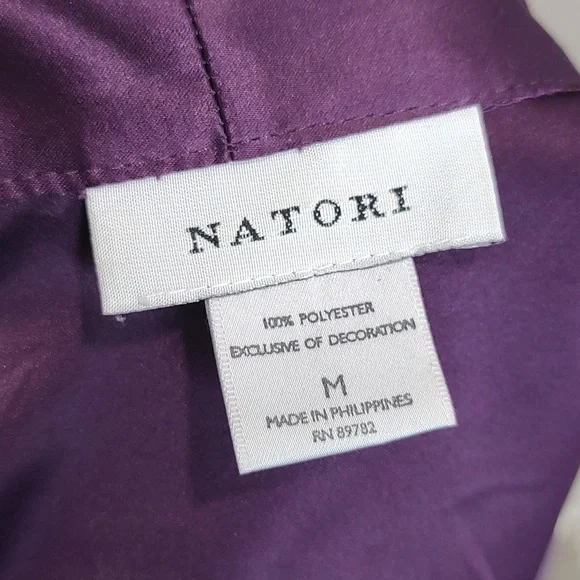 NATORI
100% POLYESTER
EXCLUSIVE OF DECORATION
M
MADE IN PHILIPPINES
RN 89782